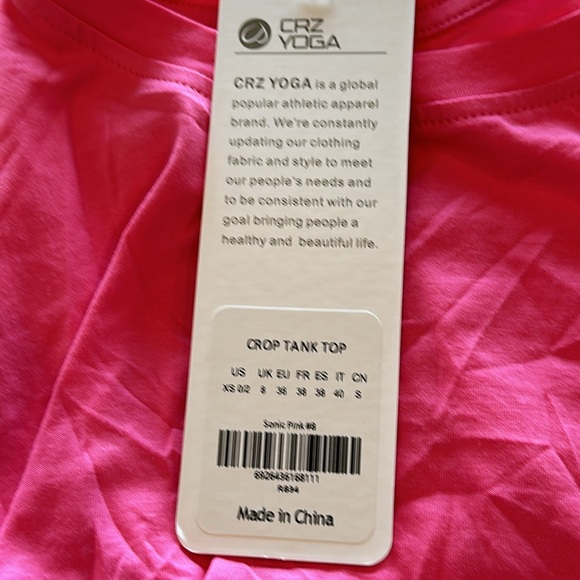 CRZ
YOGA
CRZ YOGA is a global
popular athletic apparel
brand. We're constantly
updating our clothing
fabric and style to meet
our people's needs and
to be consistent with our
goal bringing people a
healthy and beautiful life.
CROP TANK TOP
US UK EU FR ES IT CN
XS 0/2 8 36 38 38 40 S
Sonic Pink #8
6926436168111
R834
Made in China